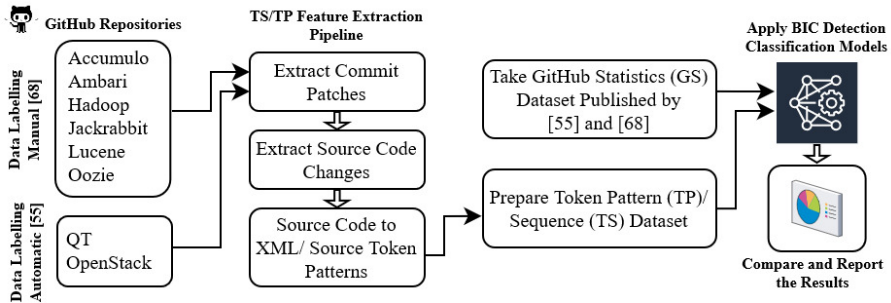 GitHub Repositories
Data Labelling
Manual [68]
Accumulo
Ambari
Hadoop
Jackrabbit
Lucene
Oozie
Data Labelling
Automatic [55]
QT
OpenStack
TS/TP Feature Extraction
Pipeline
Extract Commit
Patches
Extract Source Code
Changes
Source Code to
XML/ Source Token
Patterns
Take GitHub Statistics (GS)
Dataset Published by
[55] and [68]
Prepare Token Pattern (TP)/
Sequence (TS) Dataset
Apply BIC Detection
Classification Models
Compare and Report
the Results